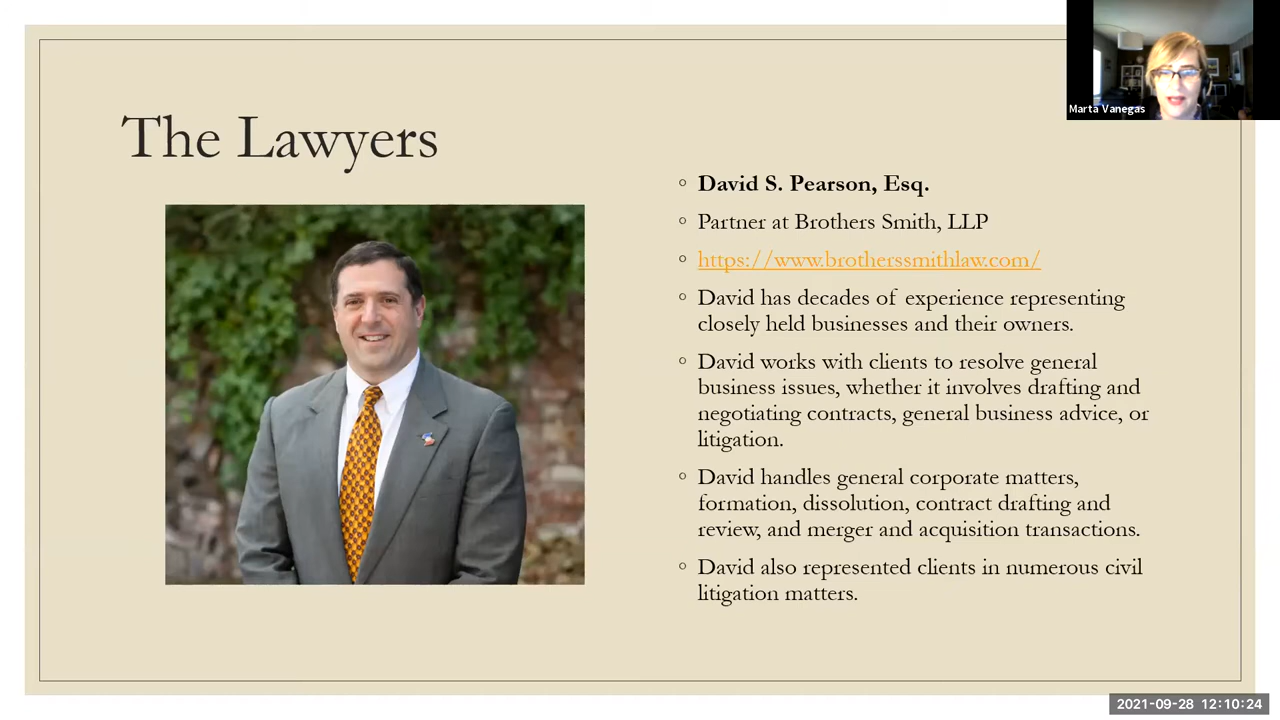 Marta Vanegas
The Lawyers
David S. Pearson, Esq.
Partner at Brothers Smith, LLP
https://www.brotherssmithlaw.com/
David has decades of experience representing
closely held businesses and their owners.
David works with clients to resolve general
business issues, whether it involves drafting and
negotiating contracts, general business advice, or
litigation.
David handles general corporate matters,
formation, dissolution, contract drafting and
review, and merger and acquisition transactions.
David also represented clients in numerous civil
litigation matters.
2021-09-28 12:10:24